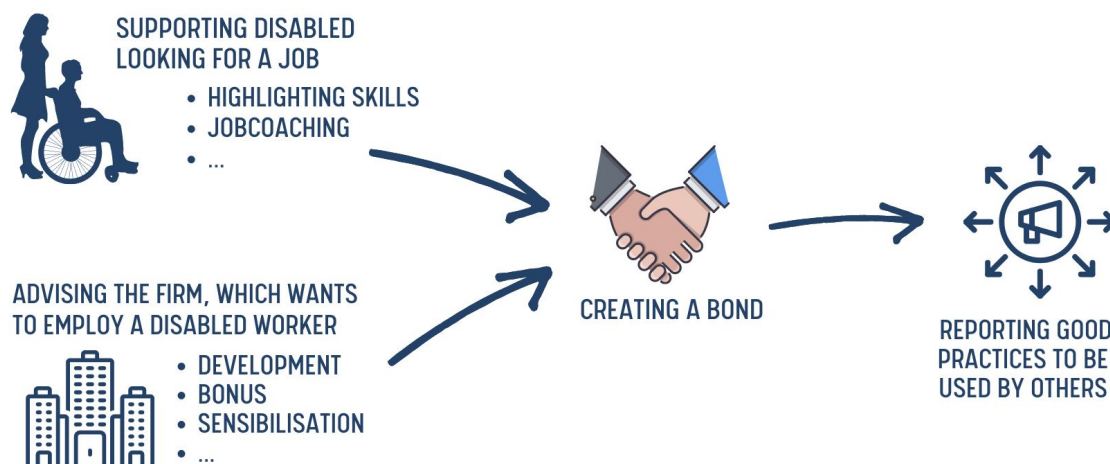 SUPPORTING DISABLED
LOOKING FOR A JOB
• HIGHLIGHTING SKILLS
• JOBCOACHING
• ...
ADVISING THE FIRM, WHICH WANTS
TO EMPLOY A DISABLED WORKER
• DEVELOPMENT
• BONUS
• SENSIBILISATION
• ...
CREATING A BOND
REPORTING GOOD
PRACTICES TO BE
USED BY OTHERS